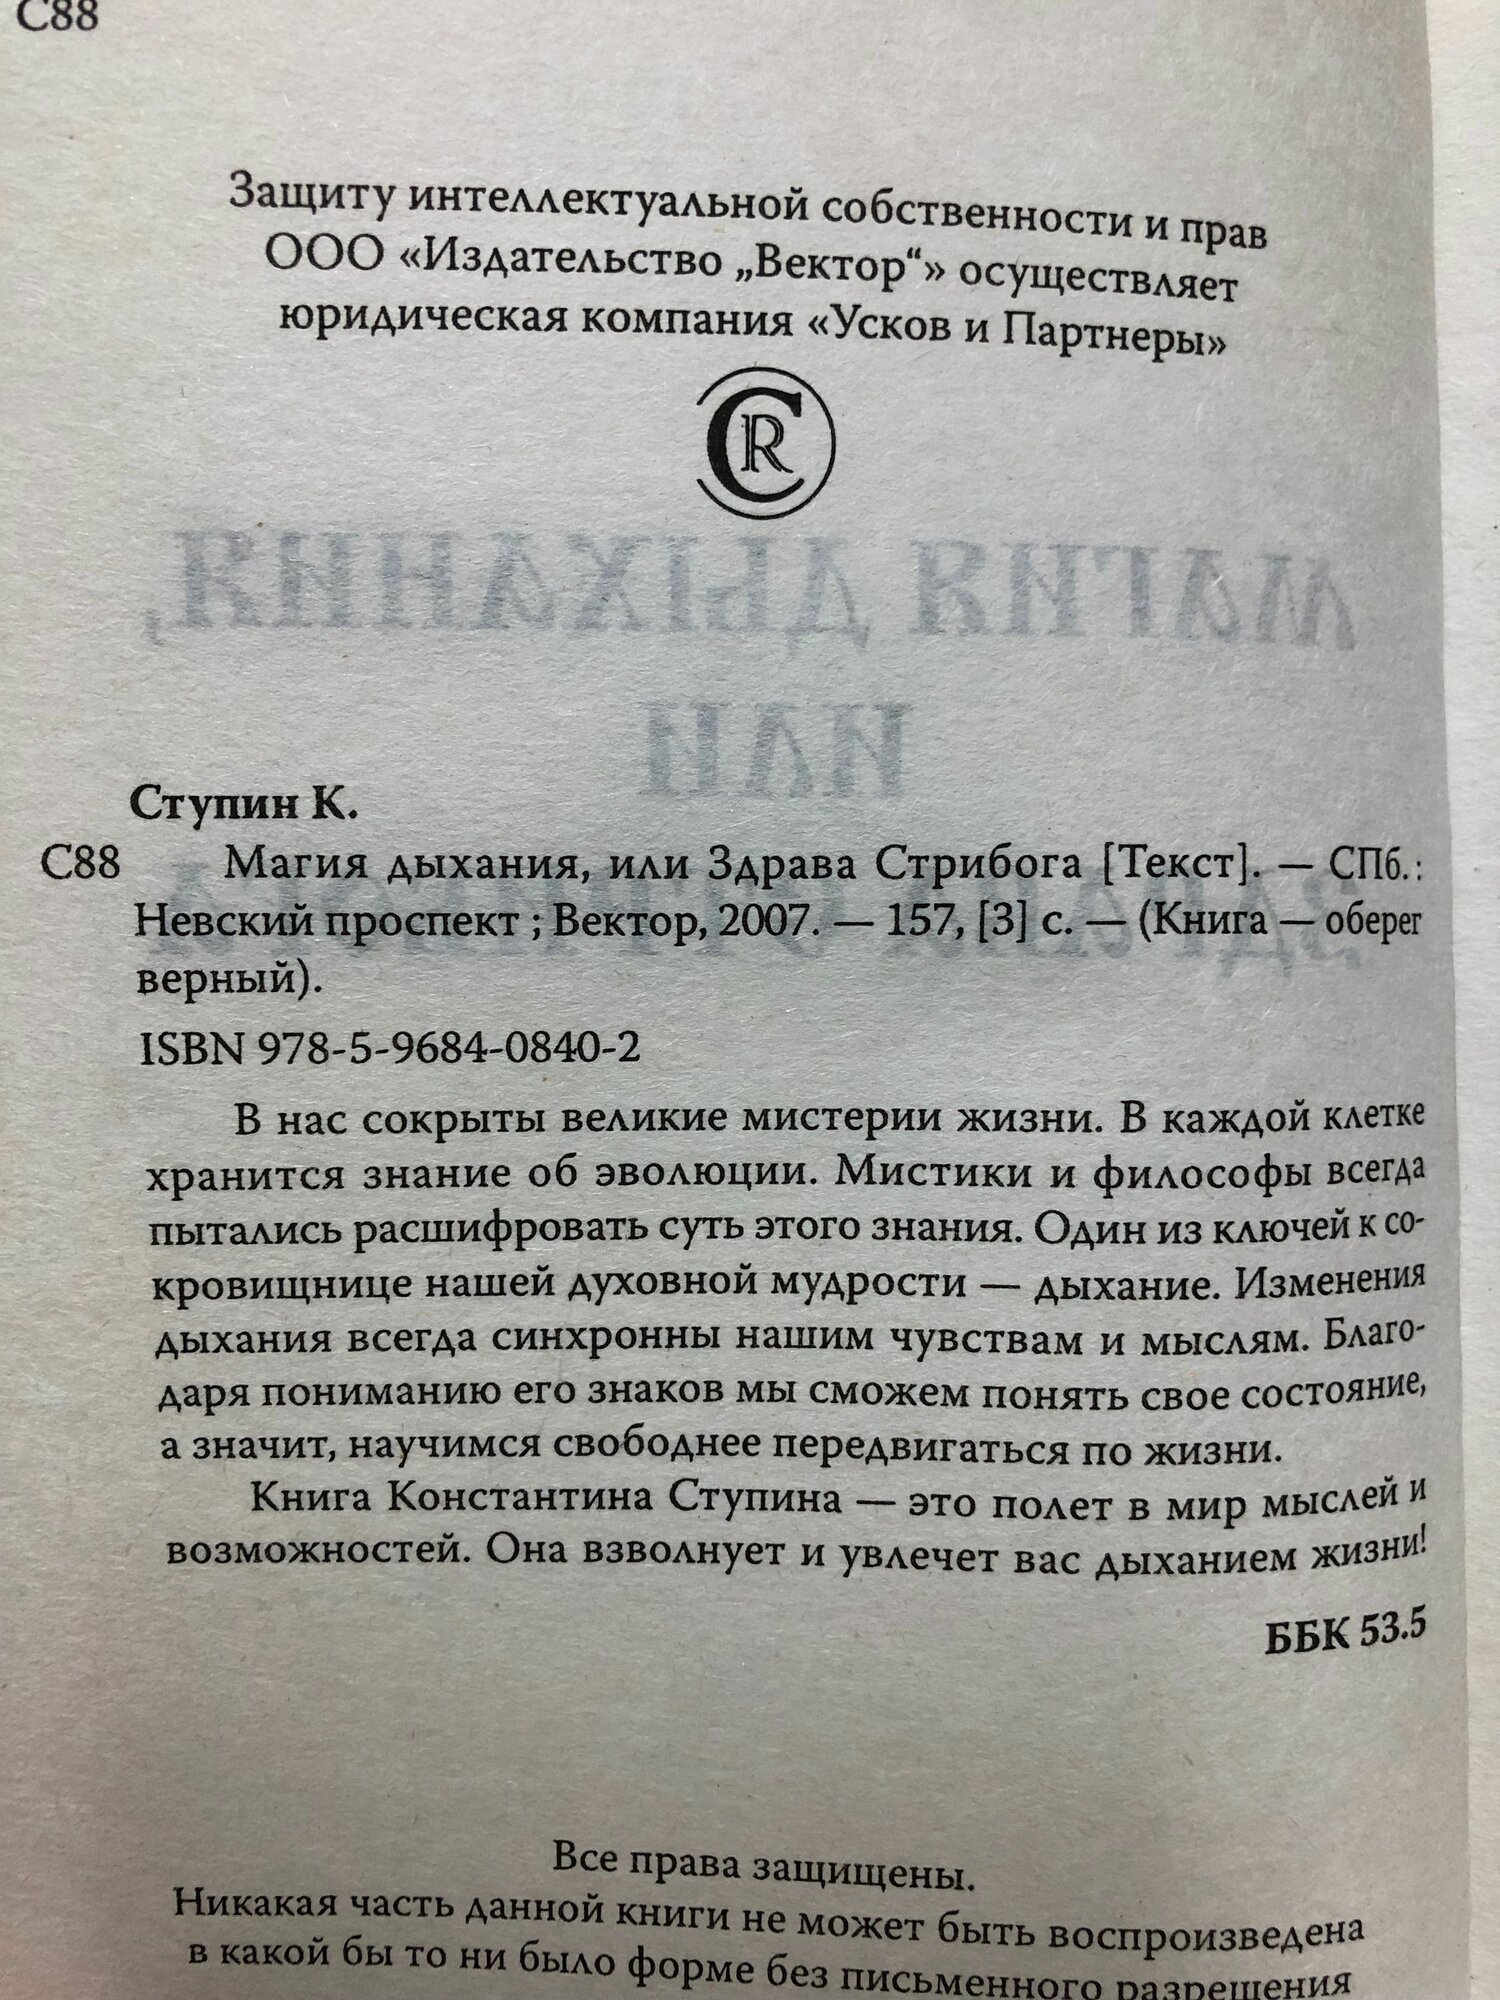 С88
Защиту интеллектуальной собственности и прав
ООО «Издательство „Вектор“» осуществляет
юридическая компания «Усков и Партнеры»
CR
МАГИЯ ДЫХАНИЯ,
ИЛИ
Ступин К.
С88 Магия дыхания, или Здрава Стрибога [Текст]. — СПб.:
Невский проспект ; Вектор, 2007. — 157, [3] с. — (Книга — оберег
верный).
ISBN 978-5-9684-0840-2
В нас сокрыты великие мистерии жизни. В каждой клетке
хранится знание об эволюции. Мистики и философы всегда
пытались расшифровать суть этого знания. Один из ключей к со-
кровищнице нашей духовной мудрости — дыхание. Изменения
дыхания всегда синхронны нашим чувствам и мыслям. Благо-
даря пониманию его знаков мы сможем понять свое состояние,
а значит, научимся свободнее передвигаться по жизни.
Книга Константина Ступина — это полет в мир мыслей и
возможностей. Она взволнует и увлечет вас дыханием жизни!
ББК 53.5
Все права защищены.
Никакая часть данной книги не может быть воспроизведена
в какой бы то ни было форме без письменного разрешения